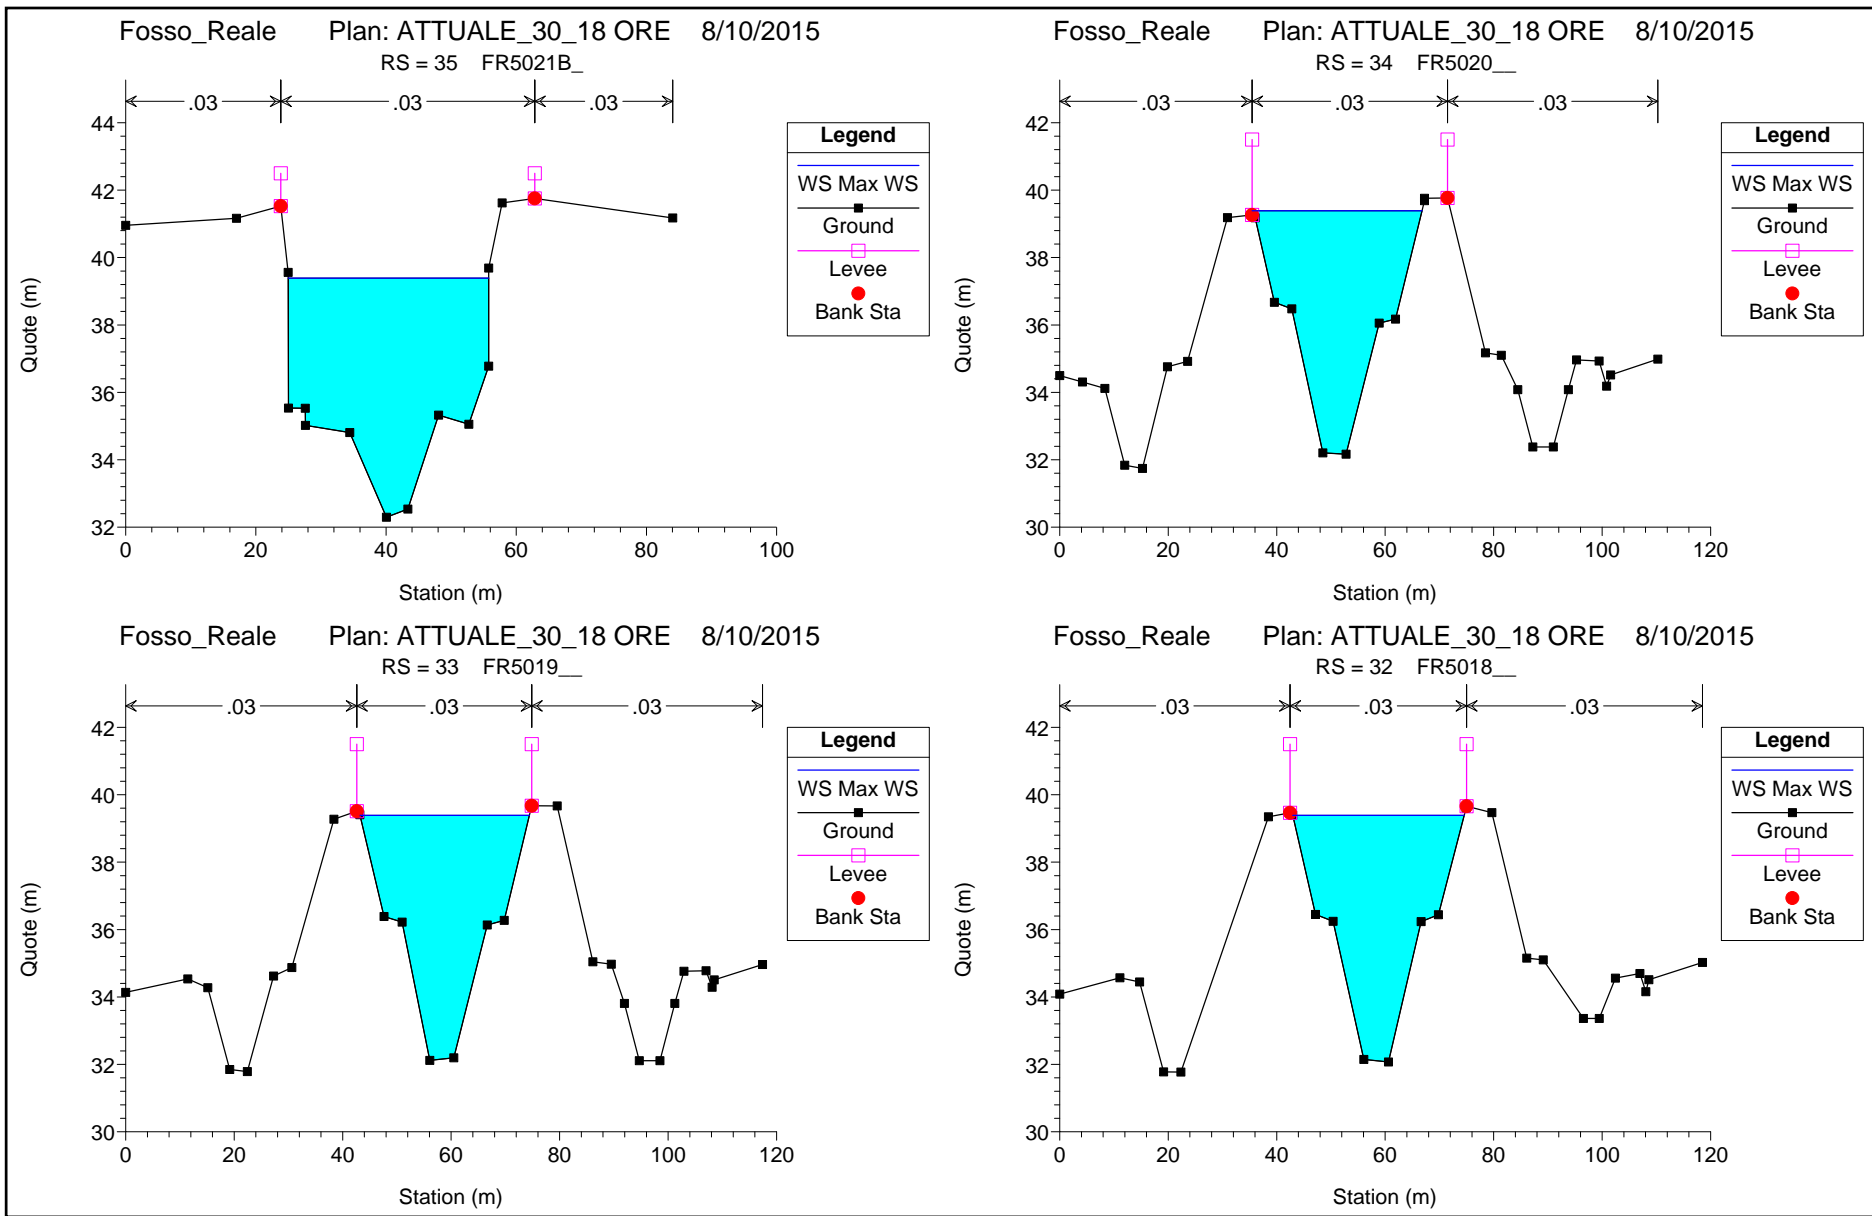 Fosso_Reale Plan: ATTUALE_30_18 ORE 8/10/2015
RS = 35 FR5021B_
.03 .03 .03
44
42
40
38
36
34
32
0 20 40 60 80 100
Quote (m)
Station (m)
Legend
WS Max WS
Ground
Levee
Bank Sta
Fosso_Reale Plan: ATTUALE_30_18 ORE 8/10/2015
RS = 34 FR5020__
.03 .03 .03
42
40
38
36
34
32
30
0 20 40 60 80 100 120
Quote (m)
Station (m)
Legend
WS Max WS
Ground
Levee
Bank Sta
Fosso_Reale Plan: ATTUALE_30_18 ORE 8/10/2015
RS = 33 FR5019__
.03 .03 .03
42
40
38
36
34
32
30
0 20 40 60 80 100 120
Quote (m)
Station (m)
Legend
WS Max WS
Ground
Levee
Bank Sta
Fosso_Reale Plan: ATTUALE_30_18 ORE 8/10/2015
RS = 32 FR5018__
.03 .03 .03
42
40
38
36
34
32
30
0 20 40 60 80 100 120
Quote (m)
Station (m)
Legend
WS Max WS
Ground
Levee
Bank Sta